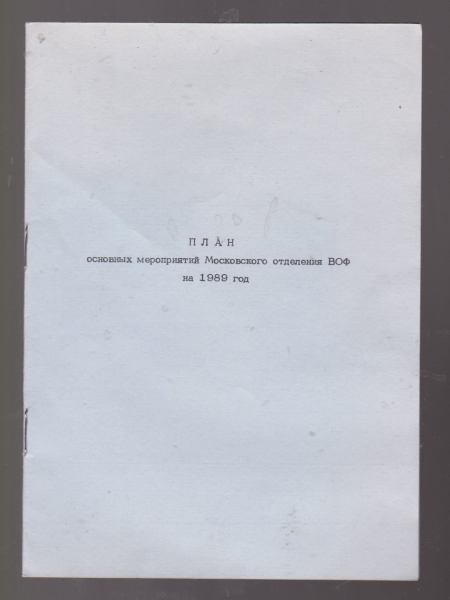 ПЛАН
основных мероприятий Московского отделения ВОФ
на 1989 год